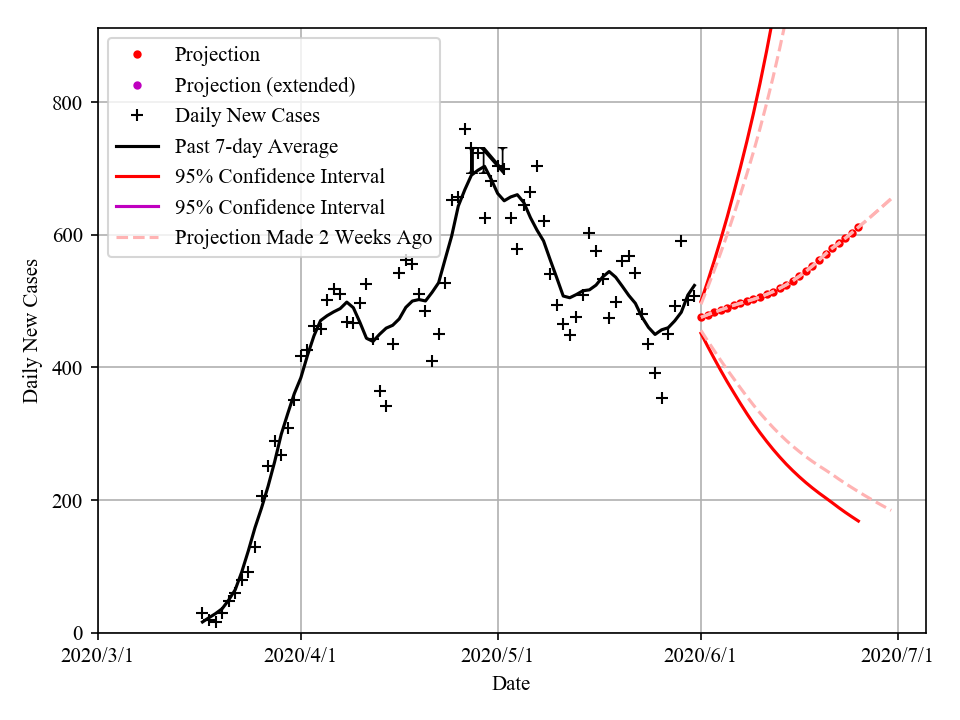 Projection
Projection (extended)
Daily New Cases
Past 7-day Average
95% Confidence Interval
95% Confidence Interval
Projection Made 2 Weeks Ago
800
600
400
200
0
Daily New Cases
2020/3/1
2020/4/1
2020/5/1
2020/6/1
2020/7/1
Date